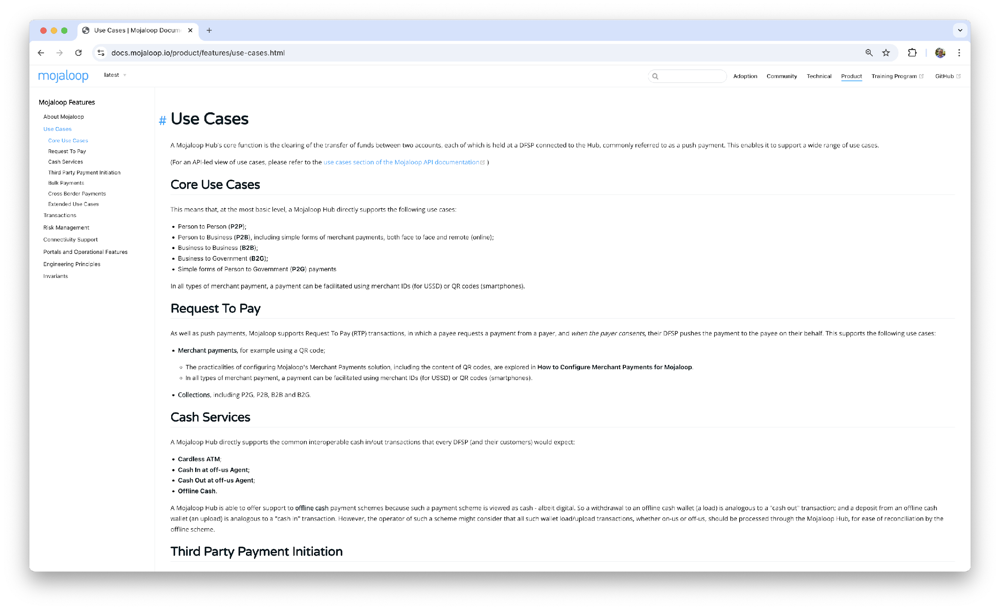 Use Cases | Mojaloop Docum
docs.mojaloop.io/product/features/use-cases.html
mojaloop
latest
Adoption
Community
Technical
Product
Training Program
GitHub
Mojaloop Features
About Mojaloop
Use Cases
Core Use Cases
Request To Pay
Cash Services
Third Party Payment Initiation
Bulk Payments
Cross Border Payments
Extended Use Cases
Transactions
Risk Management
Connectivity Support
Portals and Operational Features
Engineering Principles
Invariants
# Use Cases
A Mojaloop Hub's core function is the clearing of the transfer of funds between two accounts, each of which is held at a DFSP connected to the Hub, commonly referred to as a push payment. This enables it to support a wide range of use cases.
(For an API-led view of use cases, please refer to the use cases section of the Mojaloop API documentation )
Core Use Cases
This means that, at the most basic level, a Mojaloop Hub directly supports the following use cases:
• Person to Person (P2P);
• Person to Business (P2B), including simple forms of merchant payments, both face to face and remote (online);
• Business to Business (B2B);
• Business to Government (B2G);
• Simple forms of Person to Government (P2G) payments
In all types of merchant payment, a payment can be facilitated using merchant IDs (for USSD) or QR codes (smartphones).
Request To Pay
As well as push payments, Mojaloop supports Request To Pay (RTP) transactions, in which a payee requests a payment from a payer, and when the payer consents, their DFSP pushes the payment to the payee on their behalf. This supports the following use cases:
• Merchant payments, for example using a QR code;
◦ The practicalities of configuring Mojaloop's Merchant Payments solution, including the content of QR codes, are explored in How to Configure Merchant Payments for Mojaloop.
◦ In all types of merchant payment, a payment can be facilitated using merchant IDs (for USSD) or QR codes (smartphones).
• Collections, including P2G, P2B, B2B and B2G.
Cash Services
A Mojaloop Hub directly supports the common interoperable cash in/out transactions that every DFSP (and their customers) would expect:
• Cardless ATM;
• Cash In at off-us Agent;
• Cash Out at off-us Agent;
• Offline Cash.
A Mojaloop Hub is able to offer support to offline cash payment schemes because such a payment scheme is viewed as cash - albeit digital. So a withdrawal to an offline cash wallet (a load) is analogous to a "cash out" transaction; and a deposit from an offline cash
wallet (an upload) is analogous to a "cash in" transaction. However, the operator of such a scheme might consider that all such wallet load/upload transactions, whether on-us or off-us, should be processed through the Mojaloop Hub, for ease of reconciliation by the
offline scheme.
Third Party Payment Initiation